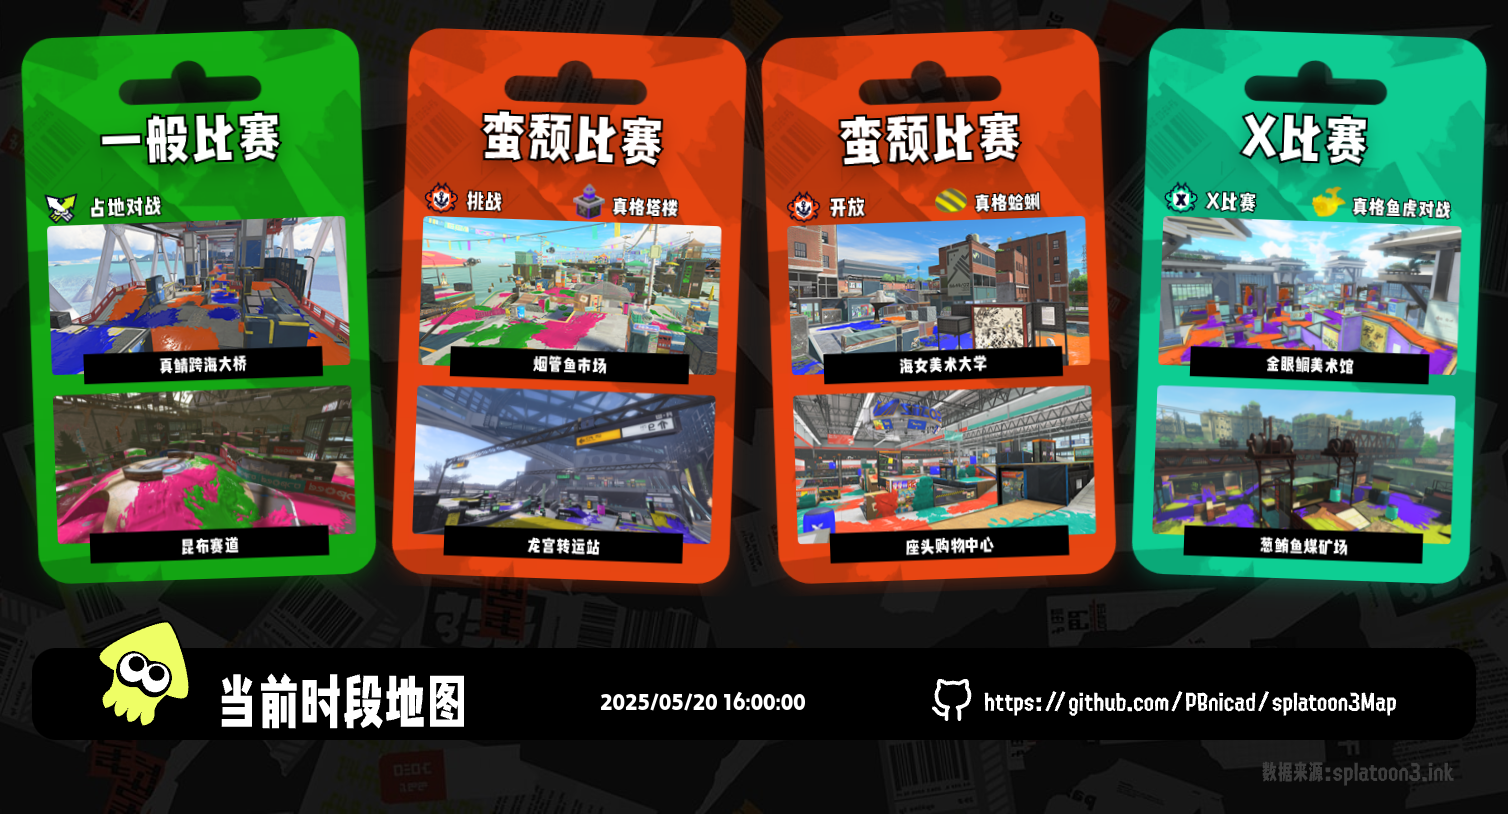 一般比赛
占地对战
真鲭跨海大桥
昆布赛道
蛮颓比赛
挑战
真格塔楼
烟管鱼市场
龙宫转运站
蛮颓比赛
开放
真格蛤蜊
海女美术大学
座头购物中心
X比赛
X比赛
真格鱼虎对战
金眼鲷美术馆
葱鲔鱼煤矿场
当前时段地图
2025/05/20 16:00:00
https://github.com/PBnicad/splatoon3Map
数据来源:splatoon3.ink